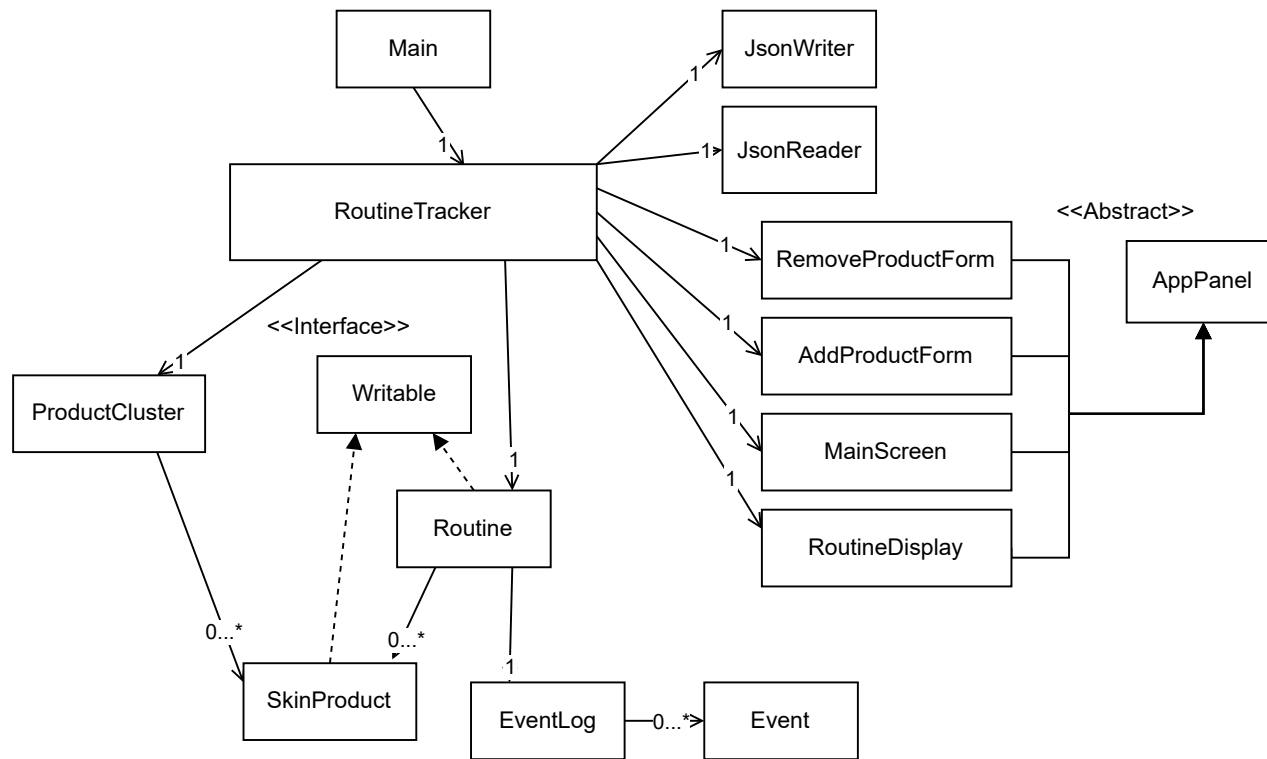 Main
JsonWriter
1
JsonReader
1
1
RoutineTracker
<<Abstract>>
RemoveProductForm
1
AppPanel
<<Interface>>
AddProductForm
1
1
Writable
ProductCluster
MainScreen
1
1
Routine
1
RoutineDisplay
0...*
0...*
1
SkinProduct
EventLog
0...*
Event